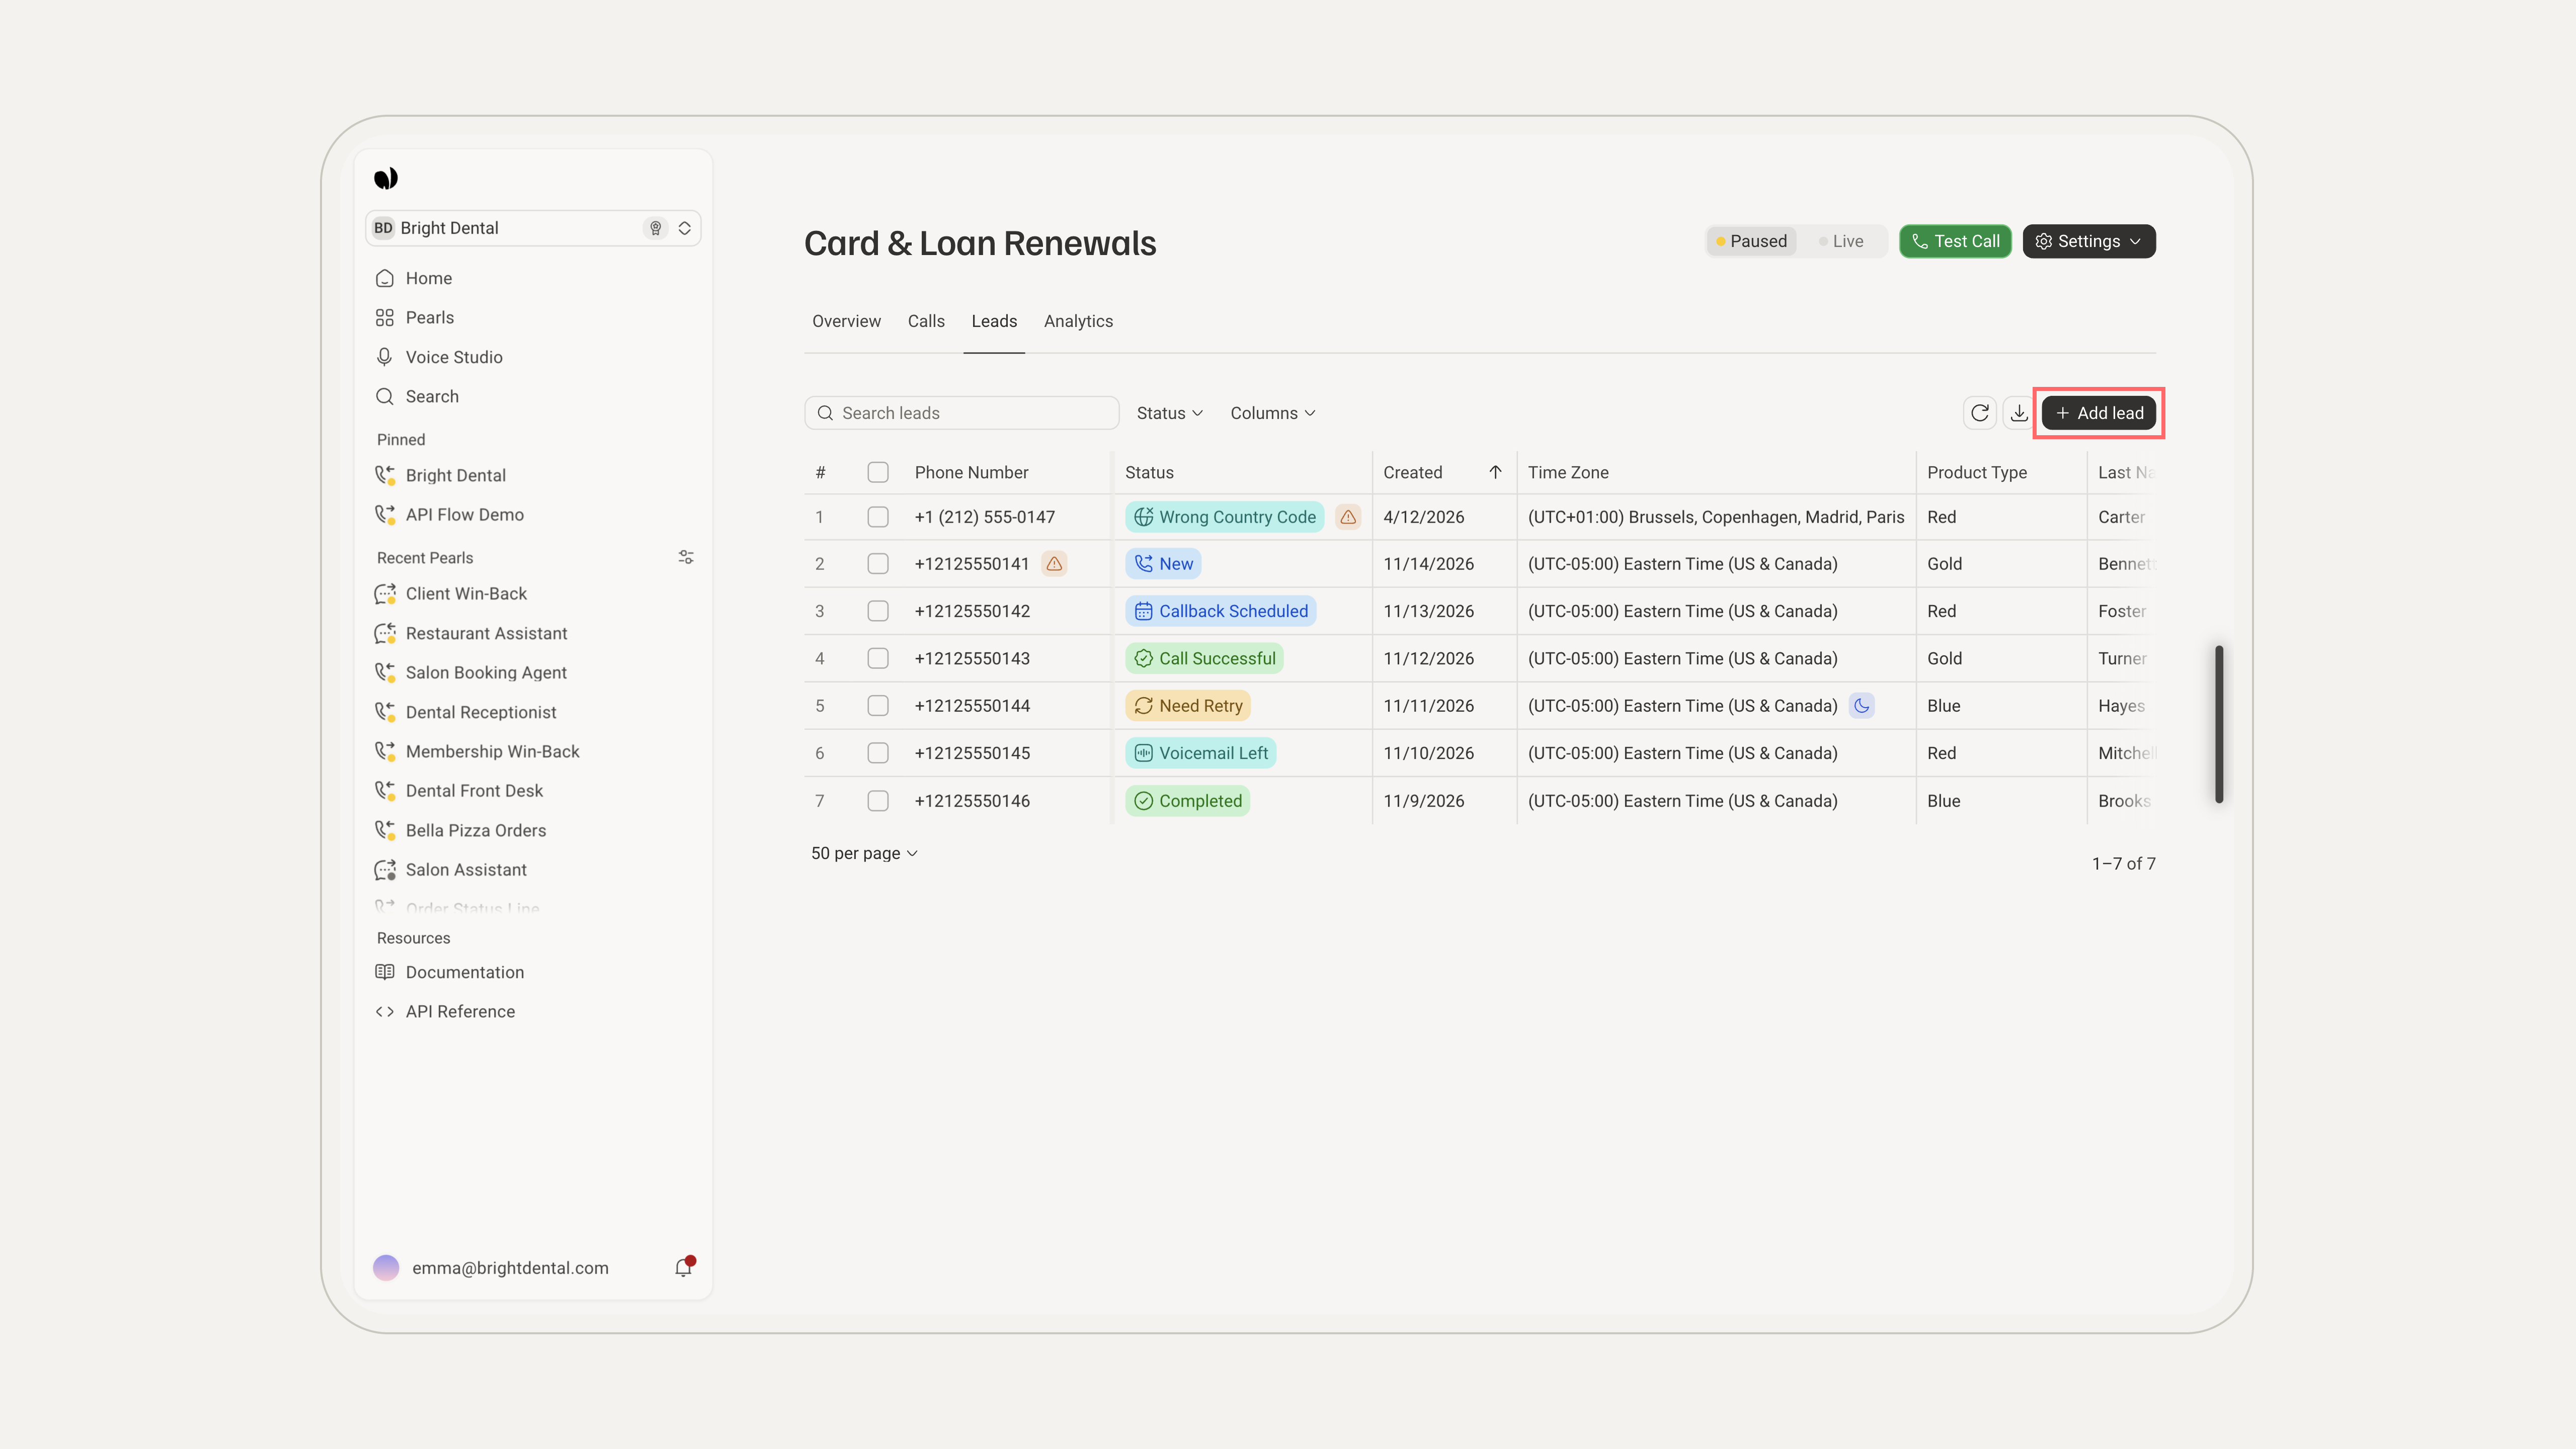 BD Bright Dental
Home
Pearls
Voice Studio
Search
Pinned
Bright Dental
API Flow Demo
Recent Pearls
Client Win-Back
Restaurant Assistant
Salon Booking Agent
Dental Receptionist
Membership Win-Back
Dental Front Desk
Bella Pizza Orders
Salon Assistant
Order Status Line
Resources
Documentation
API Reference
emma@brightdental.com
Card & Loan Renewals
Paused Live Test Call Settings
Overview Calls Leads Analytics
Search leads Status Columns + Add lead
# Phone Number Status Created Time Zone Product Type Last Na
1 +1 (212) 555-0147 Wrong Country Code 4/12/2026 (UTC+01:00) Brussels, Copenhagen, Madrid, Paris Red Carter
2 +12125550141 New 11/14/2026 (UTC-05:00) Eastern Time (US & Canada) Gold Bennett
3 +12125550142 Callback Scheduled 11/13/2026 (UTC-05:00) Eastern Time (US & Canada) Red Foster
4 +12125550143 Call Successful 11/12/2026 (UTC-05:00) Eastern Time (US & Canada) Gold Turner
5 +12125550144 Need Retry 11/11/2026 (UTC-05:00) Eastern Time (US & Canada) Blue Hayes
6 +12125550145 Voicemail Left 11/10/2026 (UTC-05:00) Eastern Time (US & Canada) Red Mitchell
7 +12125550146 Completed 11/9/2026 (UTC-05:00) Eastern Time (US & Canada) Blue Brooks
50 per page
1–7 of 7